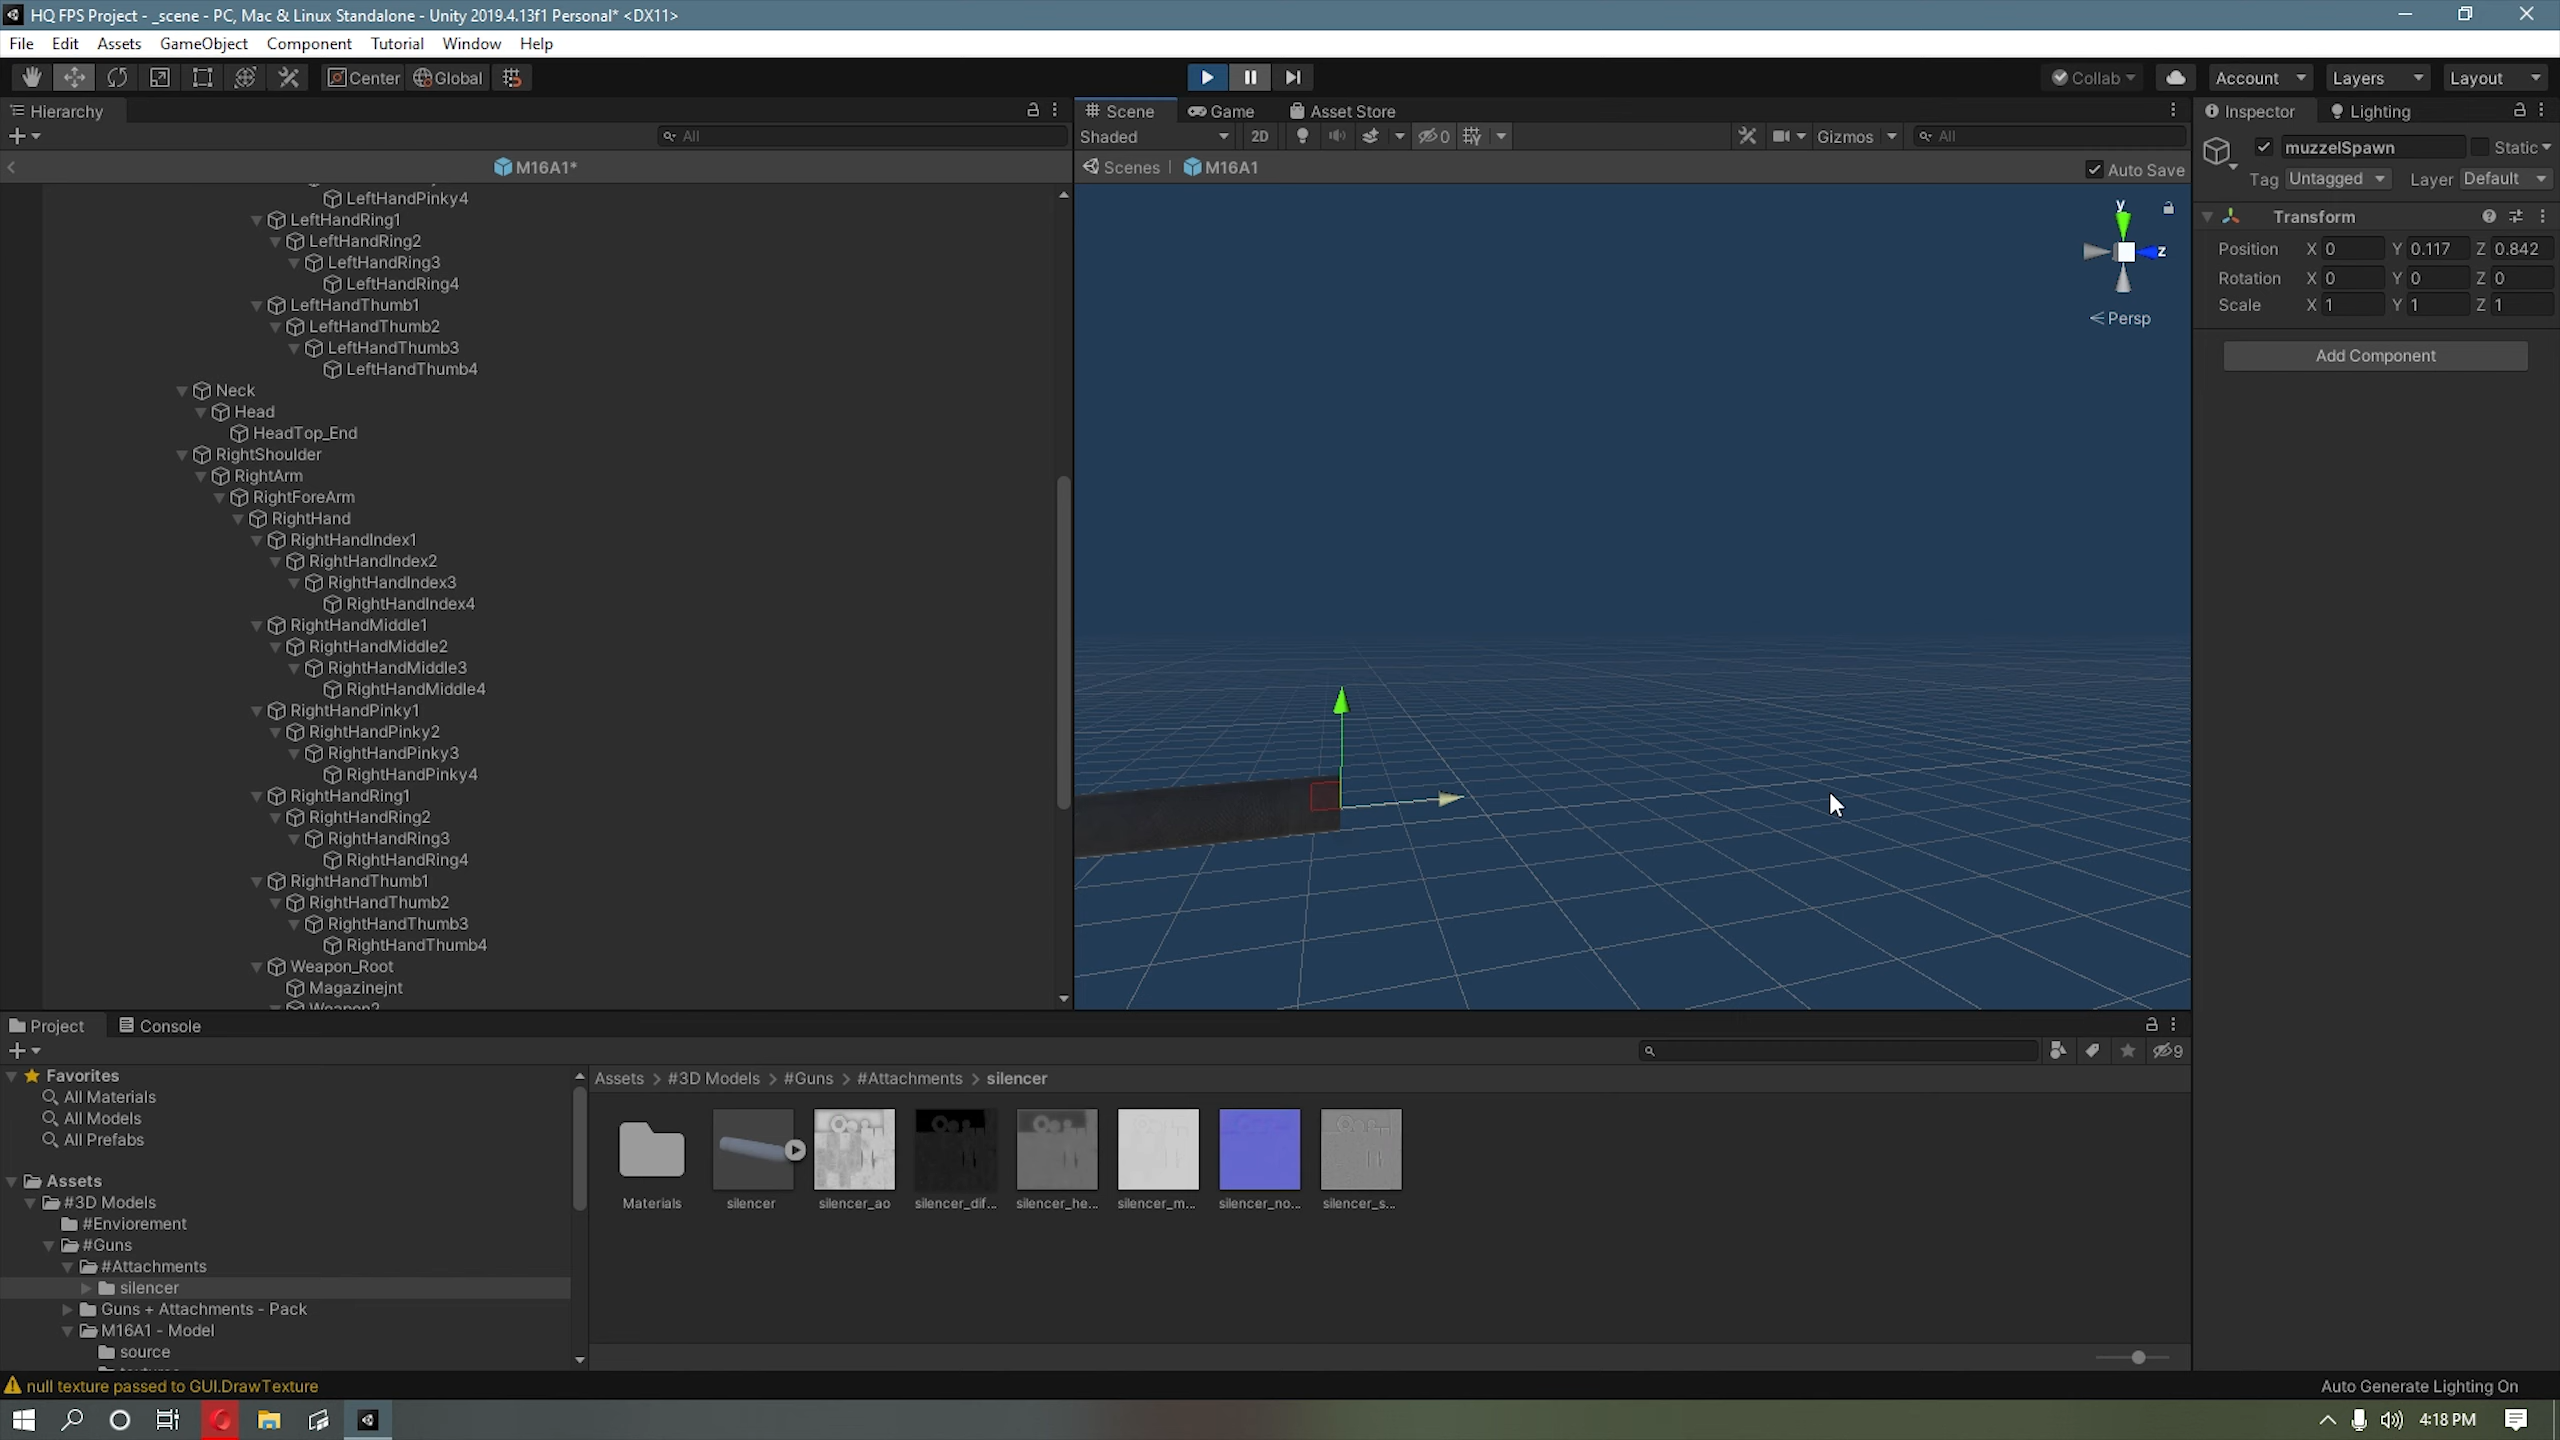 HQ FPS Project - _scene - PC, Mac & Linux Standalone - Unity 2019.4.13f1 Personal* <DX11>
File Edit Assets GameObject Component Tutorial Window Help
Center Global Collab Account Layers Layout
Hierarchy
All
M16A1*
LeftHandPinky4
LeftHandRing1
LeftHandRing2
LeftHandRing3
LeftHandRing4
LeftHandThumb1
LeftHandThumb2
LeftHandThumb3
LeftHandThumb4
Neck
Head
HeadTop_End
RightShoulder
RightArm
RightForeArm
RightHand
RightHandIndex1
RightHandIndex2
RightHandIndex3
RightHandIndex4
RightHandMiddle1
RightHandMiddle2
RightHandMiddle3
RightHandMiddle4
RightHandPinky1
RightHandPinky2
RightHandPinky3
RightHandPinky4
RightHandRing1
RightHandRing2
RightHandRing3
RightHandRing4
RightHandThumb1
RightHandThumb2
RightHandThumb3
RightHandThumb4
Weapon_Root
Magazinejnt
Weapon2
Scene Game Asset Store
Shaded 2D 0 Gizmos All
Scenes M16A1 Auto Save
y
z
Persp
Inspector Lighting
muzzelSpawn Static
Tag Untagged Layer Default
Transform
Position X 0 Y 0.117 Z 0.842
Rotation X 0 Y 0 Z 0
Scale X 1 Y 1 Z 1
Add Component
Project Console
9
Favorites
All Materials
All Models
All Prefabs
Assets
#3D Models
#Enviorement
#Guns
#Attachments
silencer
Guns + Attachments - Pack
M16A1 - Model
source
Assets > #3D Models > #Guns > #Attachments > silencer
Materials silencer silencer_ao silencer_dif... silencer_he... silencer_m... silencer_no... silencer_s...
null texture passed to GUI.DrawTexture
Auto Generate Lighting On
4:18 PM